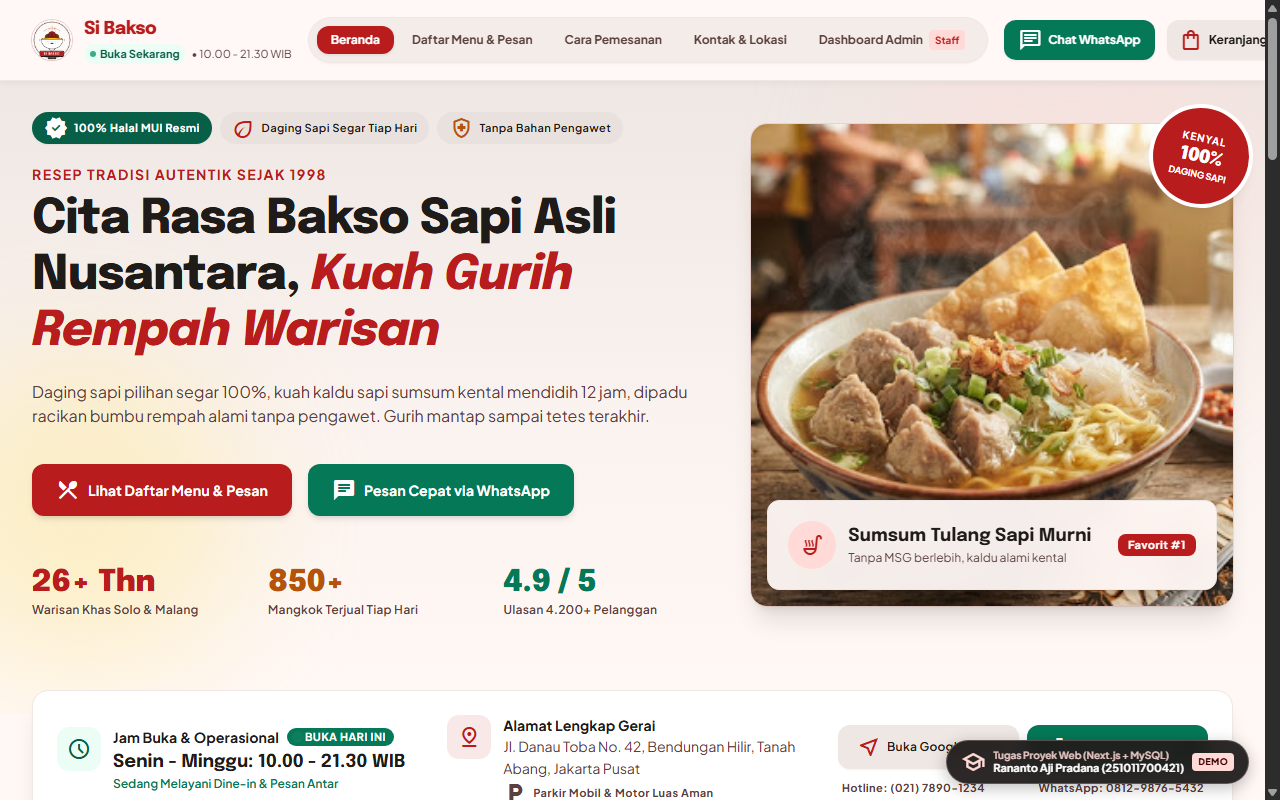 Si Bakso
Buka Sekarang • 10.00 - 21.30 WIB
Beranda
Daftar Menu & Pesan
Cara Pemesanan
Kontak & Lokasi
Dashboard Admin Staff
Chat WhatsApp
Keranjang
100% Halal MUI Resmi
Daging Sapi Segar Tiap Hari
Tanpa Bahan Pengawet
RESEP TRADISI AUTENTIK SEJAK 1998
Cita Rasa Bakso Sapi Asli
Nusantara, Kuah Gurih
Rempah Warisan
Daging sapi pilihan segar 100%, kuah kaldu sapi sumsum kental mendidih 12 jam, dipadu
racikan bumbu rempah alami tanpa pengawet. Gurih mantap sampai tetes terakhir.
Lihat Daftar Menu & Pesan
Pesan Cepat via WhatsApp
26+ Thn
Warisan Khas Solo & Malang
850+
Mangkok Terjual Tiap Hari
4.9 / 5
Ulasan 4.200+ Pelanggan
KENYAL
100%
DAGING SAPI
Sumsum Tulang Sapi Murni
Tanpa MSG berlebih, kaldu alami kental
Favorit #1
Jam Buka & Operasional BUKA HARI INI
Senin - Minggu: 10.00 - 21.30 WIB
Sedang Melayani Dine-in & Pesan Antar
Alamat Lengkap Gerai
Jl. Danau Toba No. 42, Bendungan Hilir, Tanah
Abang, Jakarta Pusat
P Parkir Mobil & Motor Luas Aman
Buka
Hotline: (021) 7890-1234
WhatsApp: 0812-9876-5432
Tugas Proyek Web (Next.js + MySQL)
Rananto Aji Pradana (251011700421)
DEMO